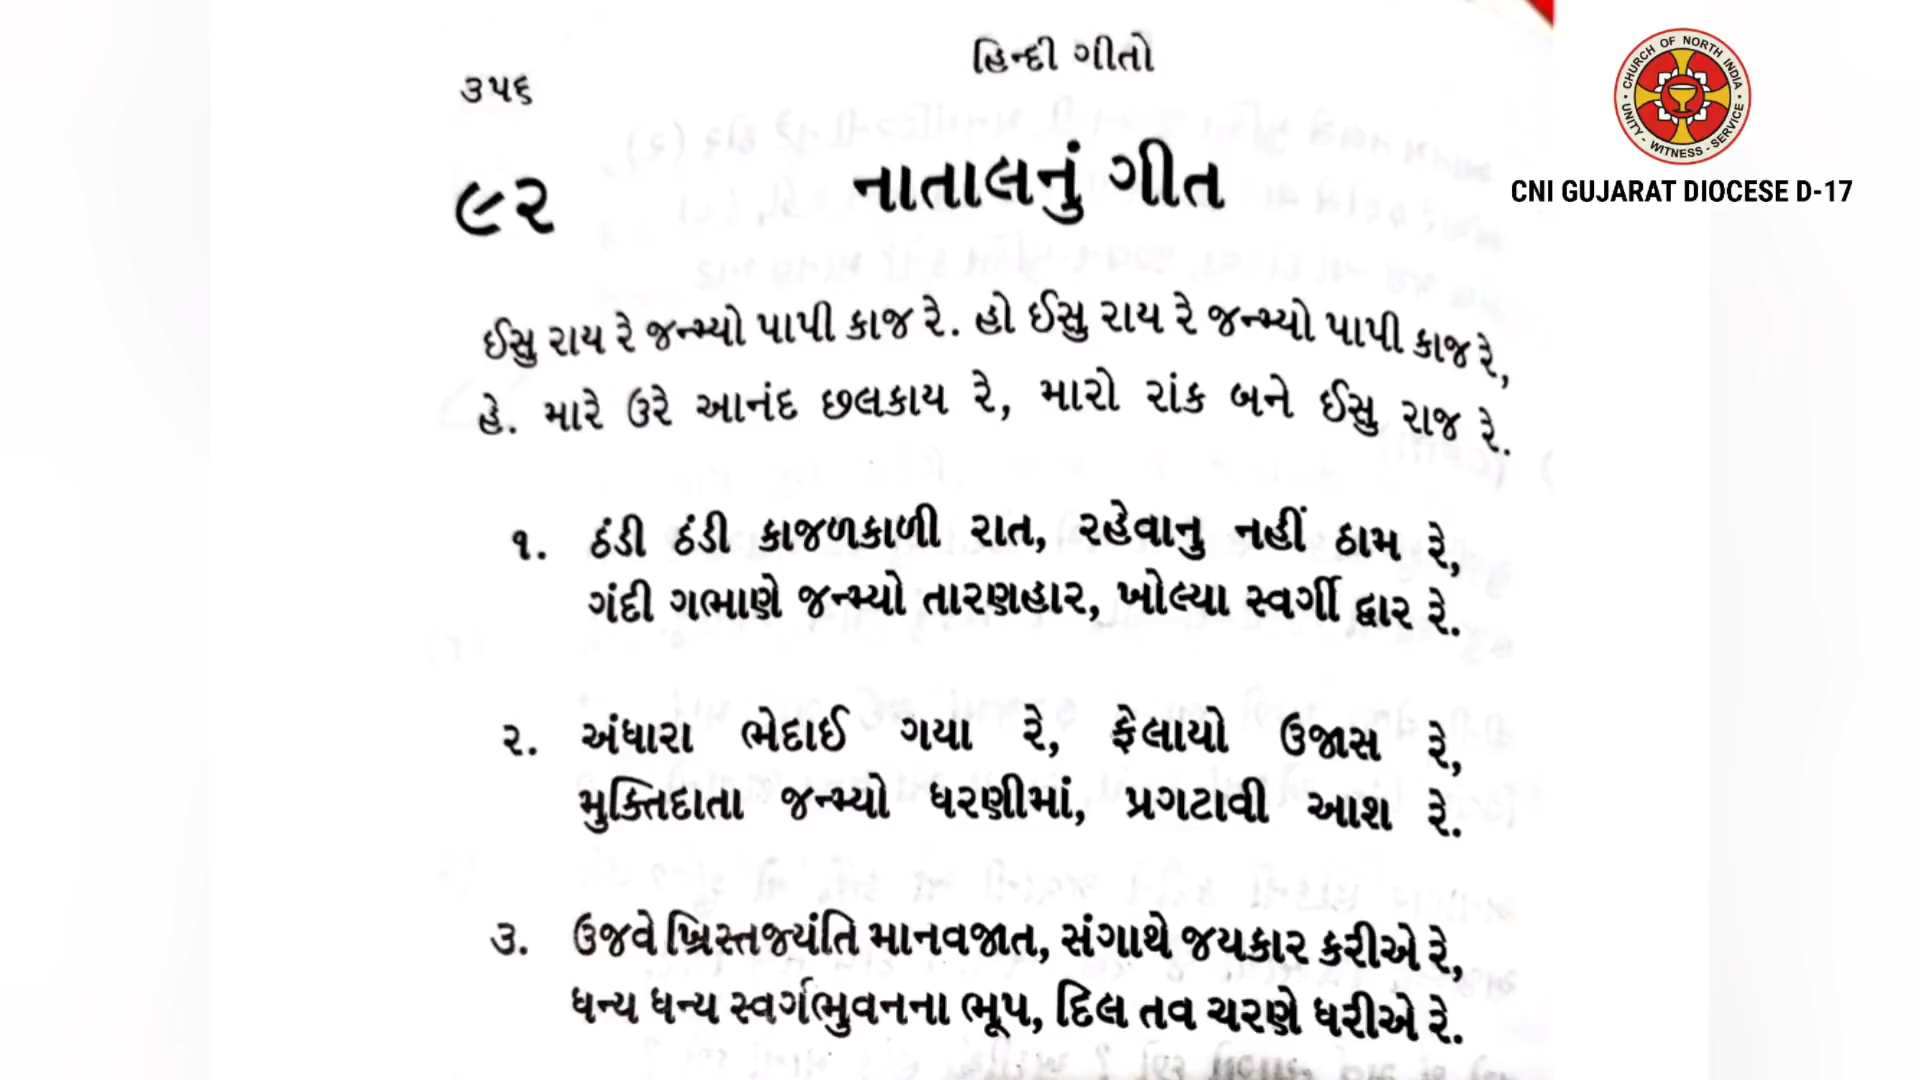 હિન્દી ગીતો
૩૫૬
૯૨ નાતાલનું ગીત
ઈસુ રાય રે જન્મ્યો પાપી કાજ રે. હો ઈસુ રાય રે જન્મ્યો પાપી કાજ રે,
હે. મારે ઉરે આનંદ છલકાય રે, મારો રાંક બને ઈસુ રાજ રે.
૧. ઠંડી ઠંડી કાજળકાળી રાત, રહેવાનુ નહીં ઠામ રે,
ગંદી ગભાણે જન્મ્યો તારણહાર, ખોલ્યા સ્વર્ગી દ્વાર રે.
૨. અંધારા ભેદાઈ ગયા રે, ફેલાયો ઉજાસ રે,
મુક્તિદાતા જન્મ્યો ધરણીમાં, પ્રગટાવી આશ રે.
૩. ઉજવે ખ્રિસ્તજયંતિ માનવજાત, સંગાથે જયકાર કરીએ રે,
ધન્ય ધન્ય સ્વર્ગભુવનના ભૂપ, દિલ તવ ચરણે ધરીએ રે.
CHURCH OF NORTH INDIA
UNITY - WITNESS - SERVICE
CNI GUJARAT DIOCESE D-17